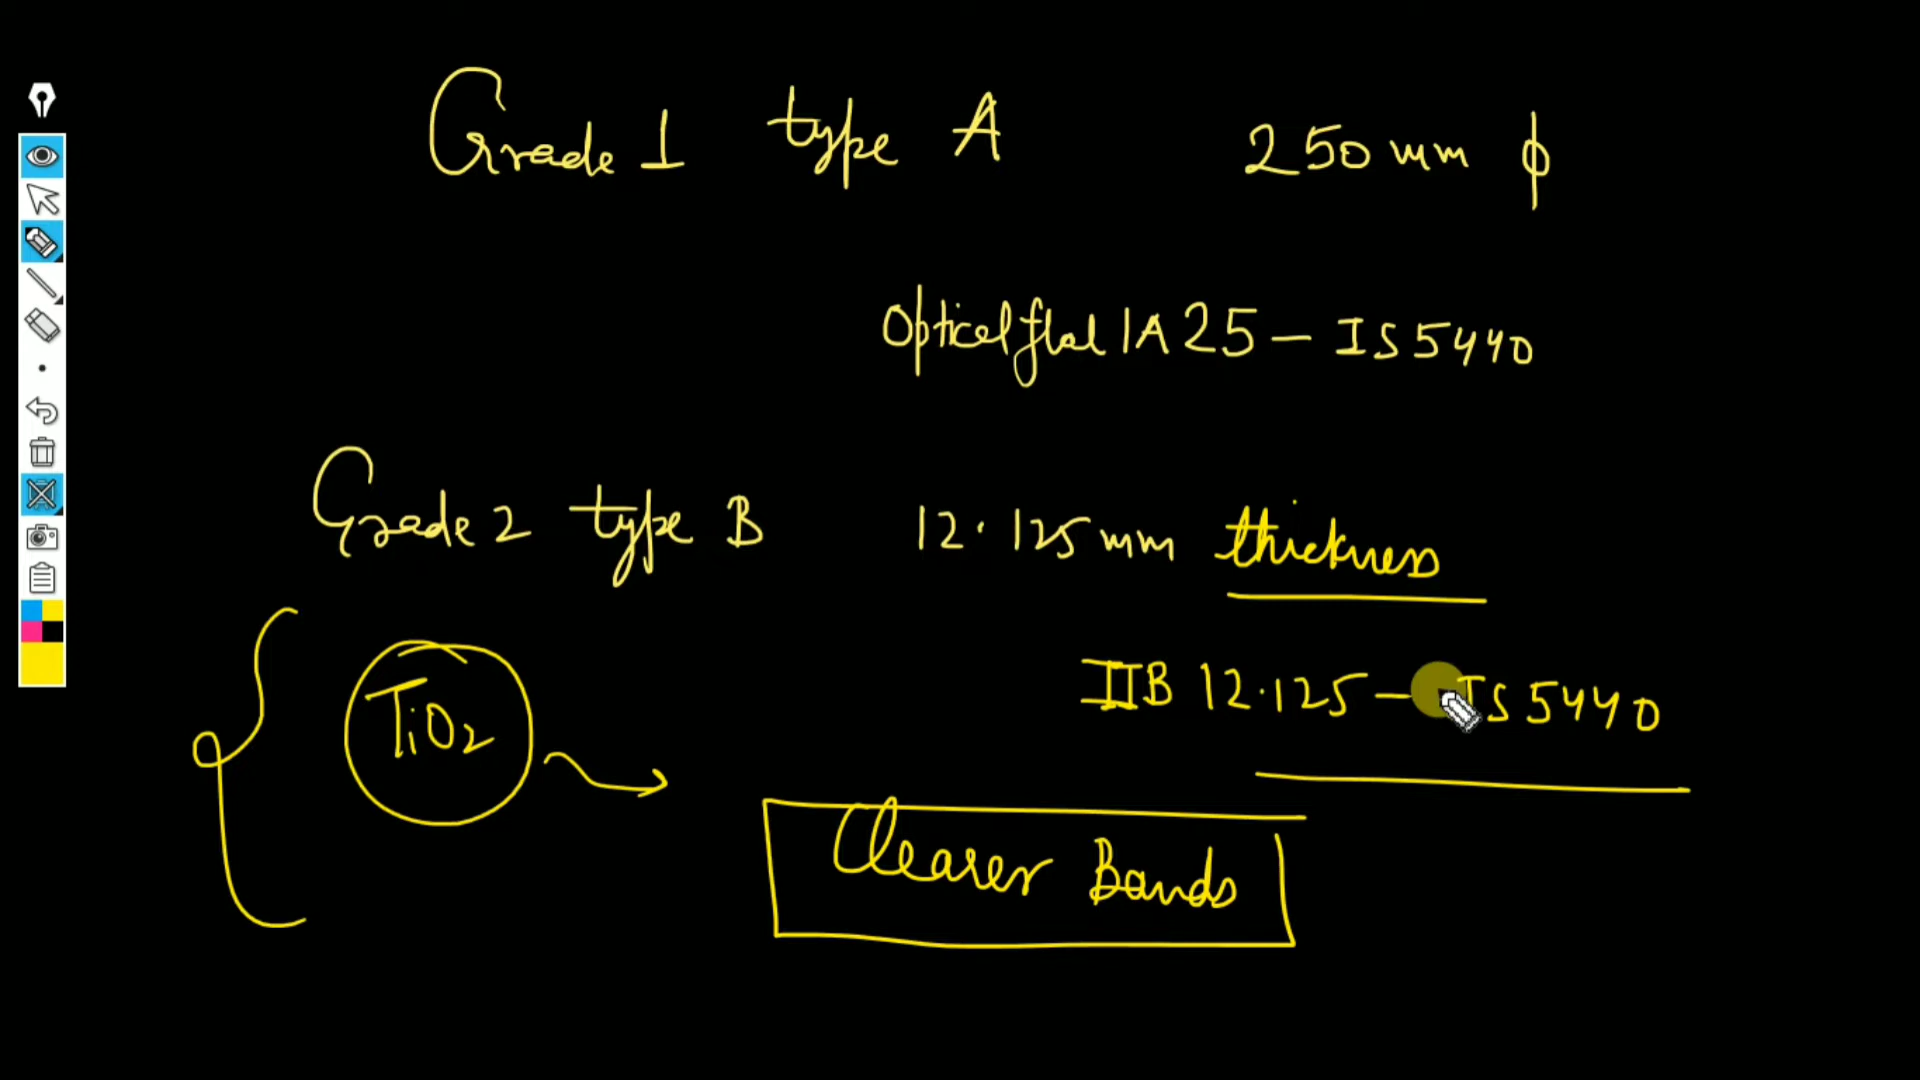 Grade 1 type A 250 mm ϕ
Optical flat 1A 25 - IS 5440
Grade 2 type B 12.125 mm thickness
IIB 12.125 - IS 5440
TiO2
Clearer Bands